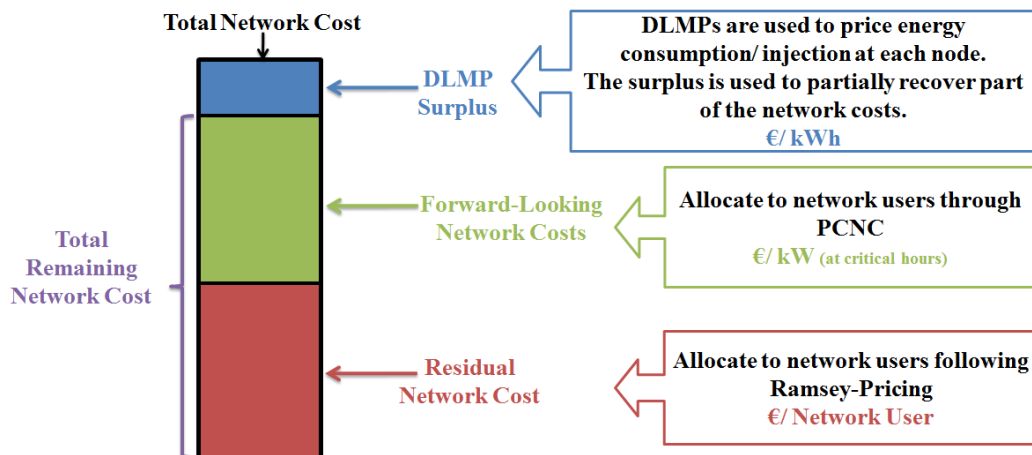 Total Network Cost
DLMP
Surplus
DLMPs are used to price energy
consumption/ injection at each node.
The surplus is used to partially recover part
of the network costs.
€/ kWh
Forward-Looking
Network Costs
Allocate to network users through
PCNC
€/ kW (at critical hours)
Total
Remaining
Network Cost
Residual
Network Cost
Allocate to network users following
Ramsey-Pricing
€/ Network User